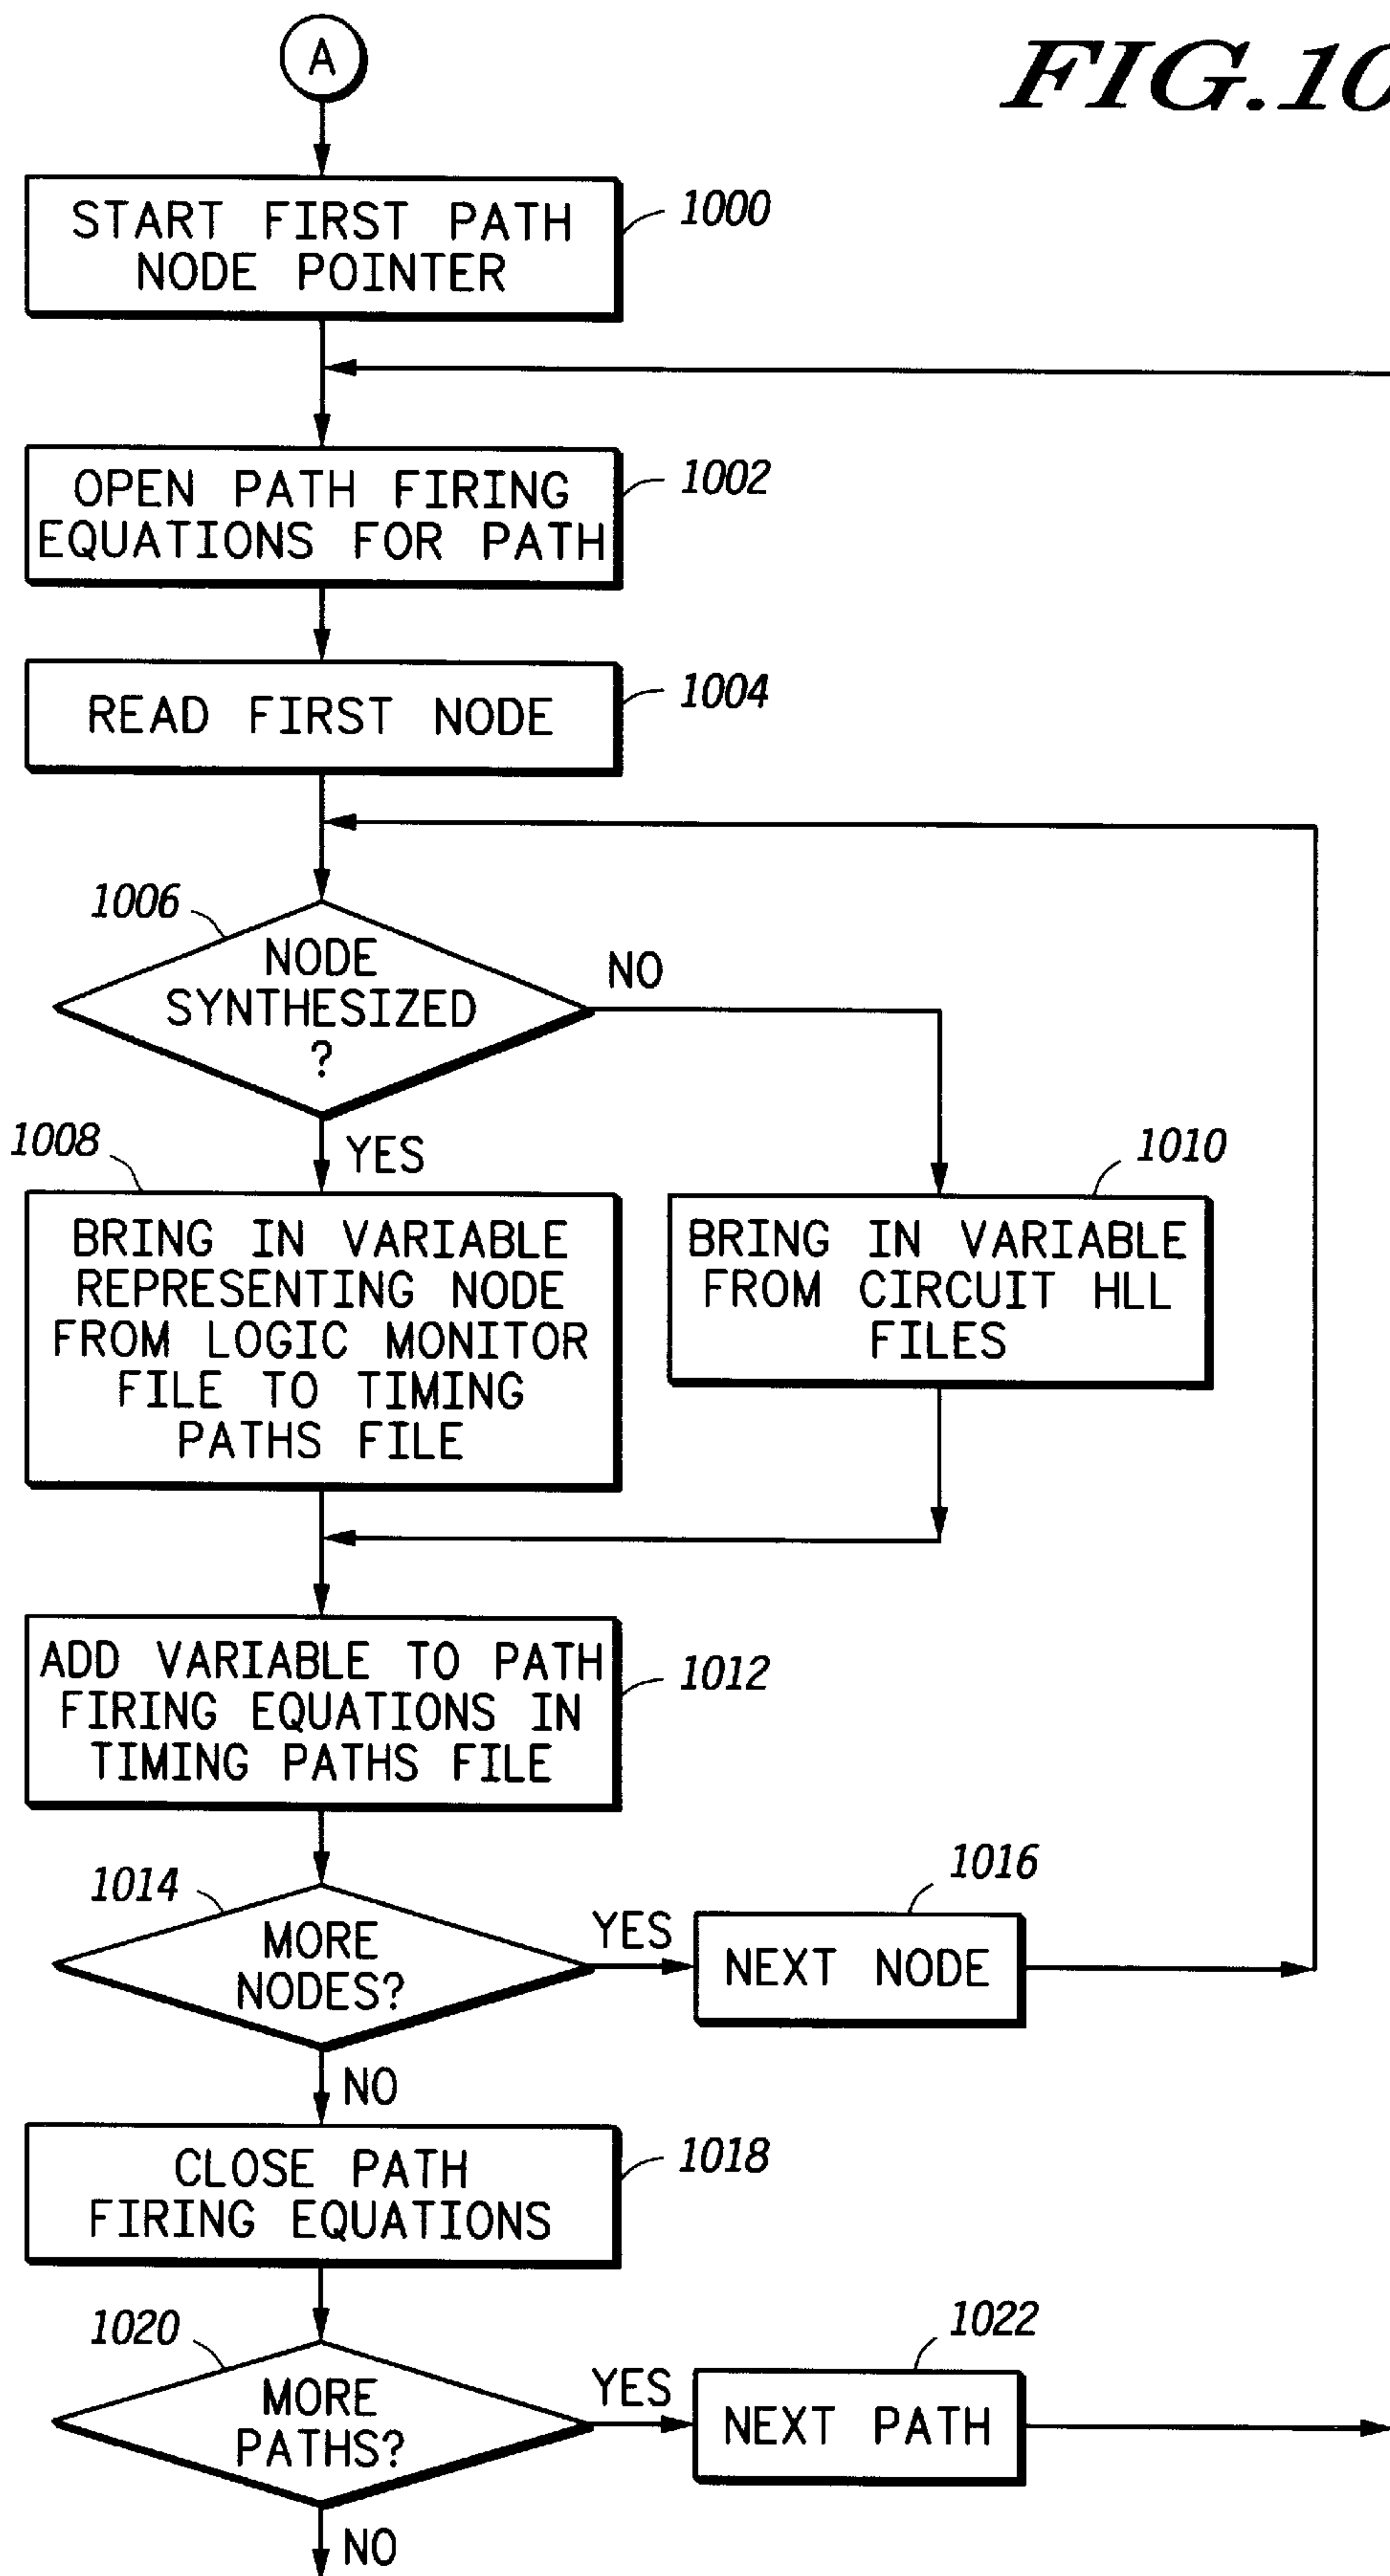 A
FIG.10
START FIRST PATH
NODE POINTER
1000
OPEN PATH FIRING
EQUATIONS FOR PATH
1002
READ FIRST NODE
1004
1006
NODE
SYNTHESIZED
?
NO
YES
1008
BRING IN VARIABLE
REPRESENTING NODE
FROM LOGIC MONITOR
FILE TO TIMING
PATHS FILE
1010
BRING IN VARIABLE
FROM CIRCUIT HLL
FILES
ADD VARIABLE TO PATH
FIRING EQUATIONS IN
TIMING PATHS FILE
1012
1014
MORE
NODES?
YES
1016
NEXT NODE
NO
CLOSE PATH
FIRING EQUATIONS
1018
1020
MORE
PATHS?
YES
1022
NEXT PATH
NO